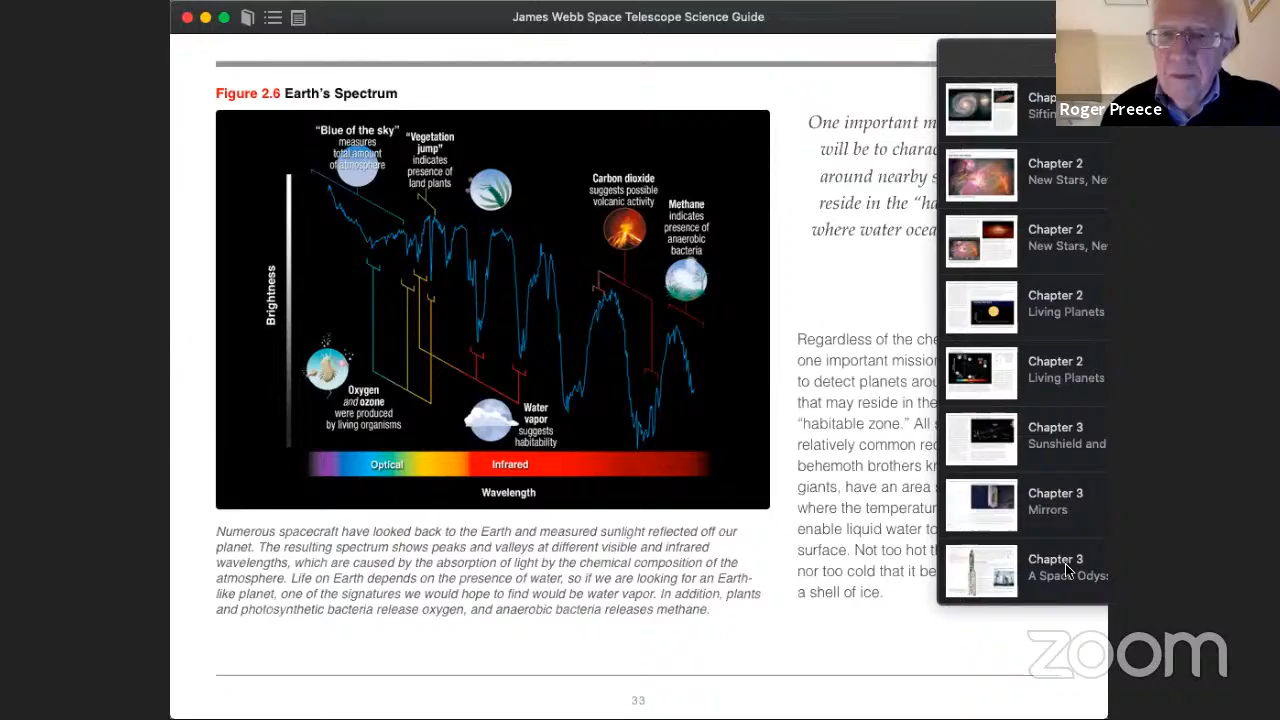 James Webb Space Telescope Science Guide
Roger Preece
Figure 2.6 Earth's Spectrum
"Blue of the sky"
measures
total amount
of atmosphere
"Vegetation
jump"
indicates
presence of
land plants
Carbon dioxide
suggests possible
volcanic activity
Methane
indicates
presence of
anaerobic
bacteria
Brightness
Oxygen
and ozone
were produced
by living organisms
Water
vapor
suggests
habitability
Optical
Infrared
Wavelength
Numerous spacecraft have looked back to the Earth and measured sunlight reflected off our
planet. The resulting spectrum shows peaks and valleys at different visible and infrared
wavelengths, which are caused by the absorption of light by the chemical composition of the
atmosphere. Life on Earth depends on the presence of water, so if we are looking for an Earth-
like planet, one of the signatures we would hope to find would be water vapor. In addition, plants
and photosynthetic bacteria release oxygen, and anaerobic bacteria releases methane.
One important m
will be to charac
around nearby s
reside in the "ha
where water ocea
Regardless of the che
one important mission
to detect planets arou
that may reside in the
"habitable zone." All s
relatively common rec
behemoth brothers kn
giants, have an area s
where the temperatur
enable liquid water to
surface. Not too hot th
nor too cold that it be
a shell of ice.
Chap
Siftin
Chapter 2
New Stars, Ne
Chapter 2
New Stars, Ne
Chapter 2
Living Planets
Chapter 2
Living Planets
Chapter 3
Sunshield and
Chapter 3
Mirrors
Chapter 3
A Space Odys
33
zoom